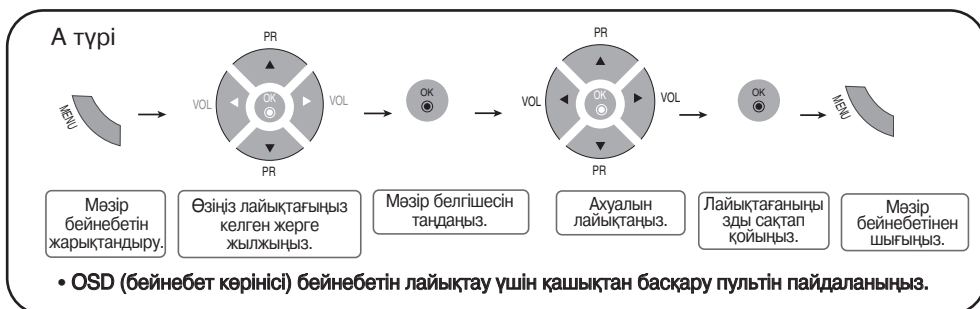 А түрі
PR
PR
MENU
VOL
OK
VOL
OK
VOL
OK
VOL
OK
MENU
PR
PR
Мәзір
бейнебетін
жарықтандыру.
Өзіңіз лайықтағыңыз
келген жерге
жылжыңыз.
Мәзір белгішесін
таңдаңыз.
Ахуалын
лайықтаңыз.
Лайықтағаныңы
зды сақтап
қойыңыз.
Мәзір
бейнебетінен
шығыңыз.
• OSD (бейнебет көрінісі) бейнебетін лайықтау үшін қашықтан басқару пультін пайдаланыңыз.